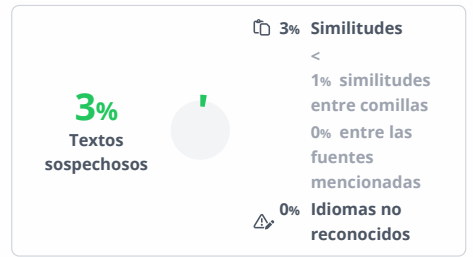 3%
Textos
sospechosos
3% Similitudes
<
1% similitudes
entre comillas
0% entre las
fuentes
mencionadas
0% Idiomas no
reconocidos